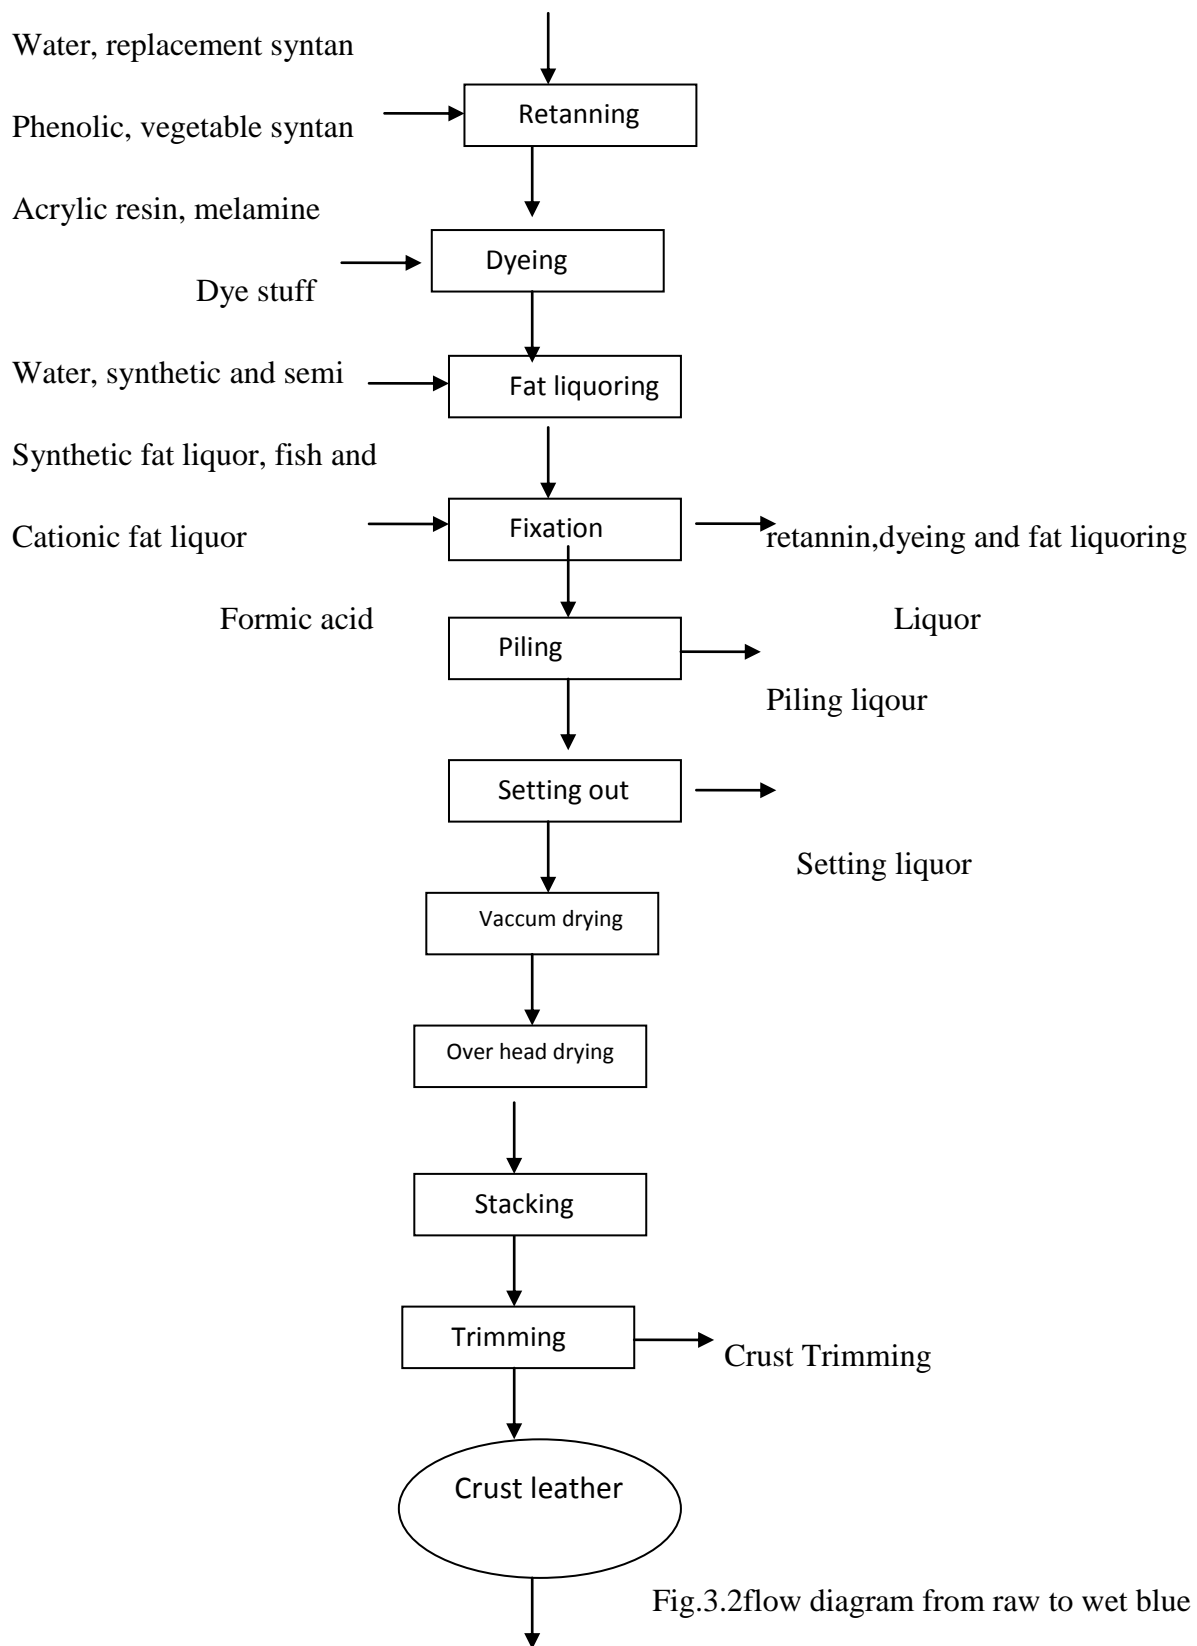 Water, replacement syntan
Retanning
Phenolic, vegetable syntan
Acrylic resin, melamine
Dyeing
Dye stuff
Water, synthetic and semi
Fat liquoring
Synthetic fat liquor, fish and
Cationic fat liquor
Fixation
retannin,dyeing and fat liquoring
Formic acid
Liquor
Piling
Piling liqour
Setting out
Setting liquor
Vaccum drying
Over head drying
Stacking
Trimming
Crust Trimming
Crust leather
Fig.3.2flow diagram from raw to wet blue